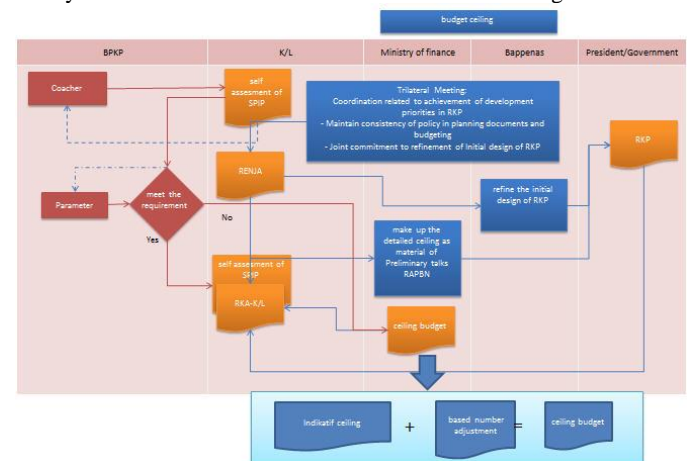 budget ceiling
BPKP
K/L
Ministry of finance
Bappenas
President/Government
Coacher
self
assesment of
SPIP
Trilateral Meeting:
Coordination related to achievement of development
priorities in RKP
- Maintain consistency of policy in planning documents and
budgeting
- Joint commitment to refinement of Initial design of RKP
RKP
RENJA
meet the
requirement
Parameter
refine the initial
design of RKP
No
Yes
make up the
detailed ceiling as
material of
Preliminary talks
RAPBN
self assesment of
SPIP
RKA-K/L
ceiling budget
Indikatif ceiling
+
based number
adjustment
=
ceiling budget